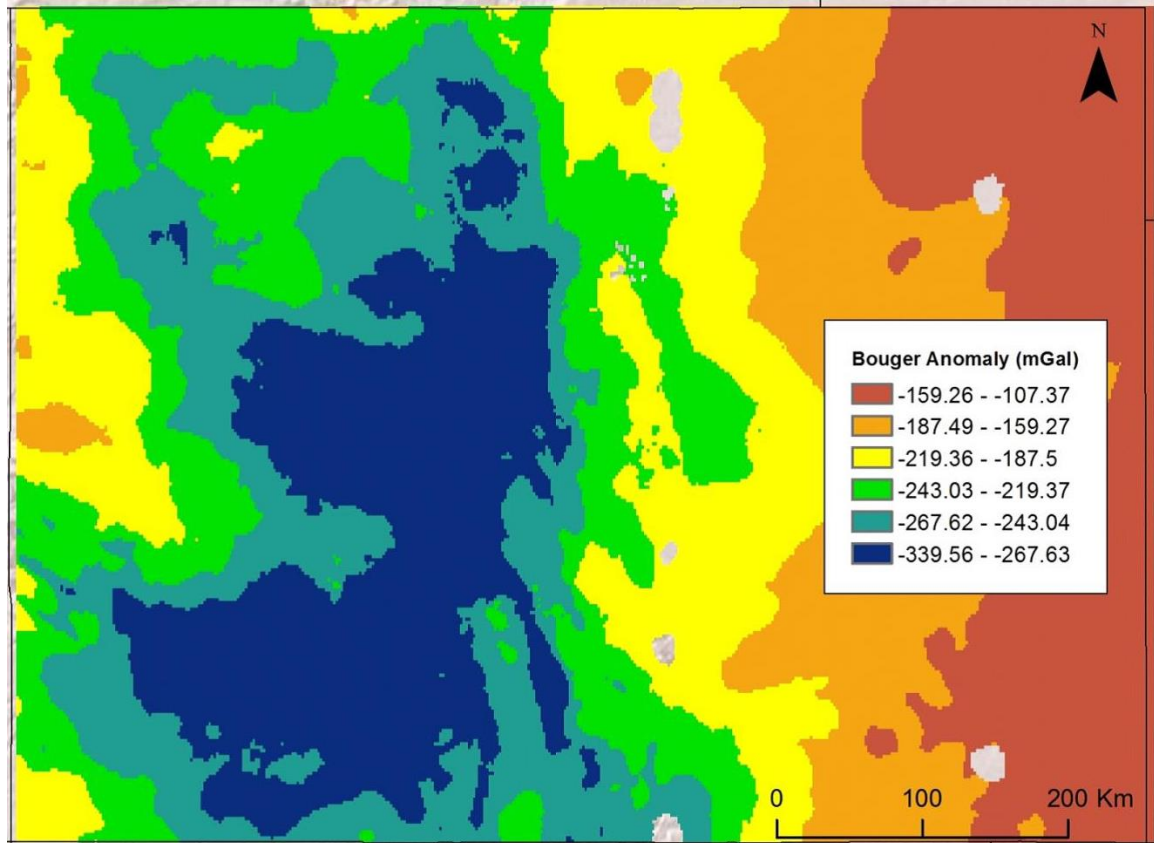 N
Bouger Anomaly (mGal)
-159.26 - -107.37
-187.49 - -159.27
-219.36 - -187.5
-243.03 - -219.37
-267.62 - -243.04
-339.56 - -267.63
0 100 200 Km